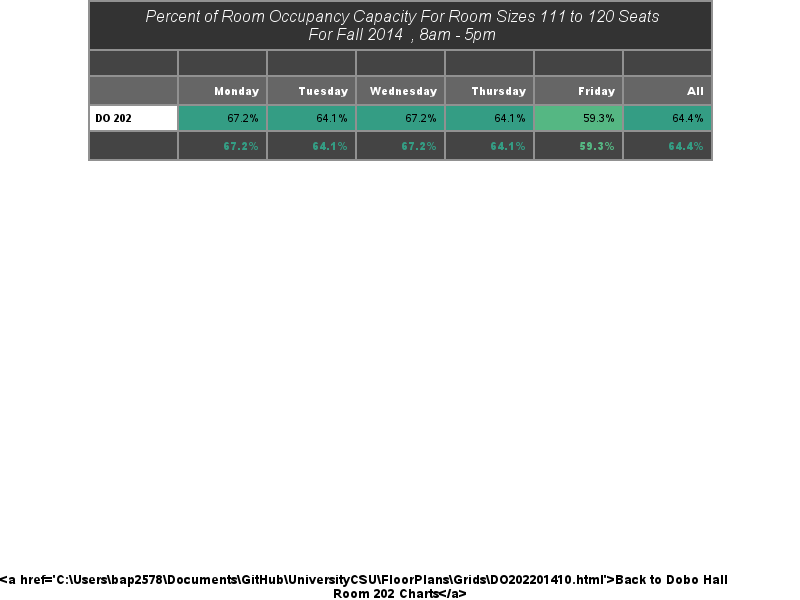 Percent of Room Occupancy Capacity For Room Sizes 111 to 120 Seats
For Fall 2014 , 8am - 5pm
Monday Tuesday Wednesday Thursday Friday All
DO 202 67.2% 64.1% 67.2% 64.1% 59.3% 64.4%
67.2% 64.1% 67.2% 64.1% 59.3% 64.4%
<a href='C:\Users\bap2578\Documents\GitHub\UniversityCSU\FloorPlans\Grids\DO202201410.html'>Back to Dobo Hall
Room 202 Charts</a>